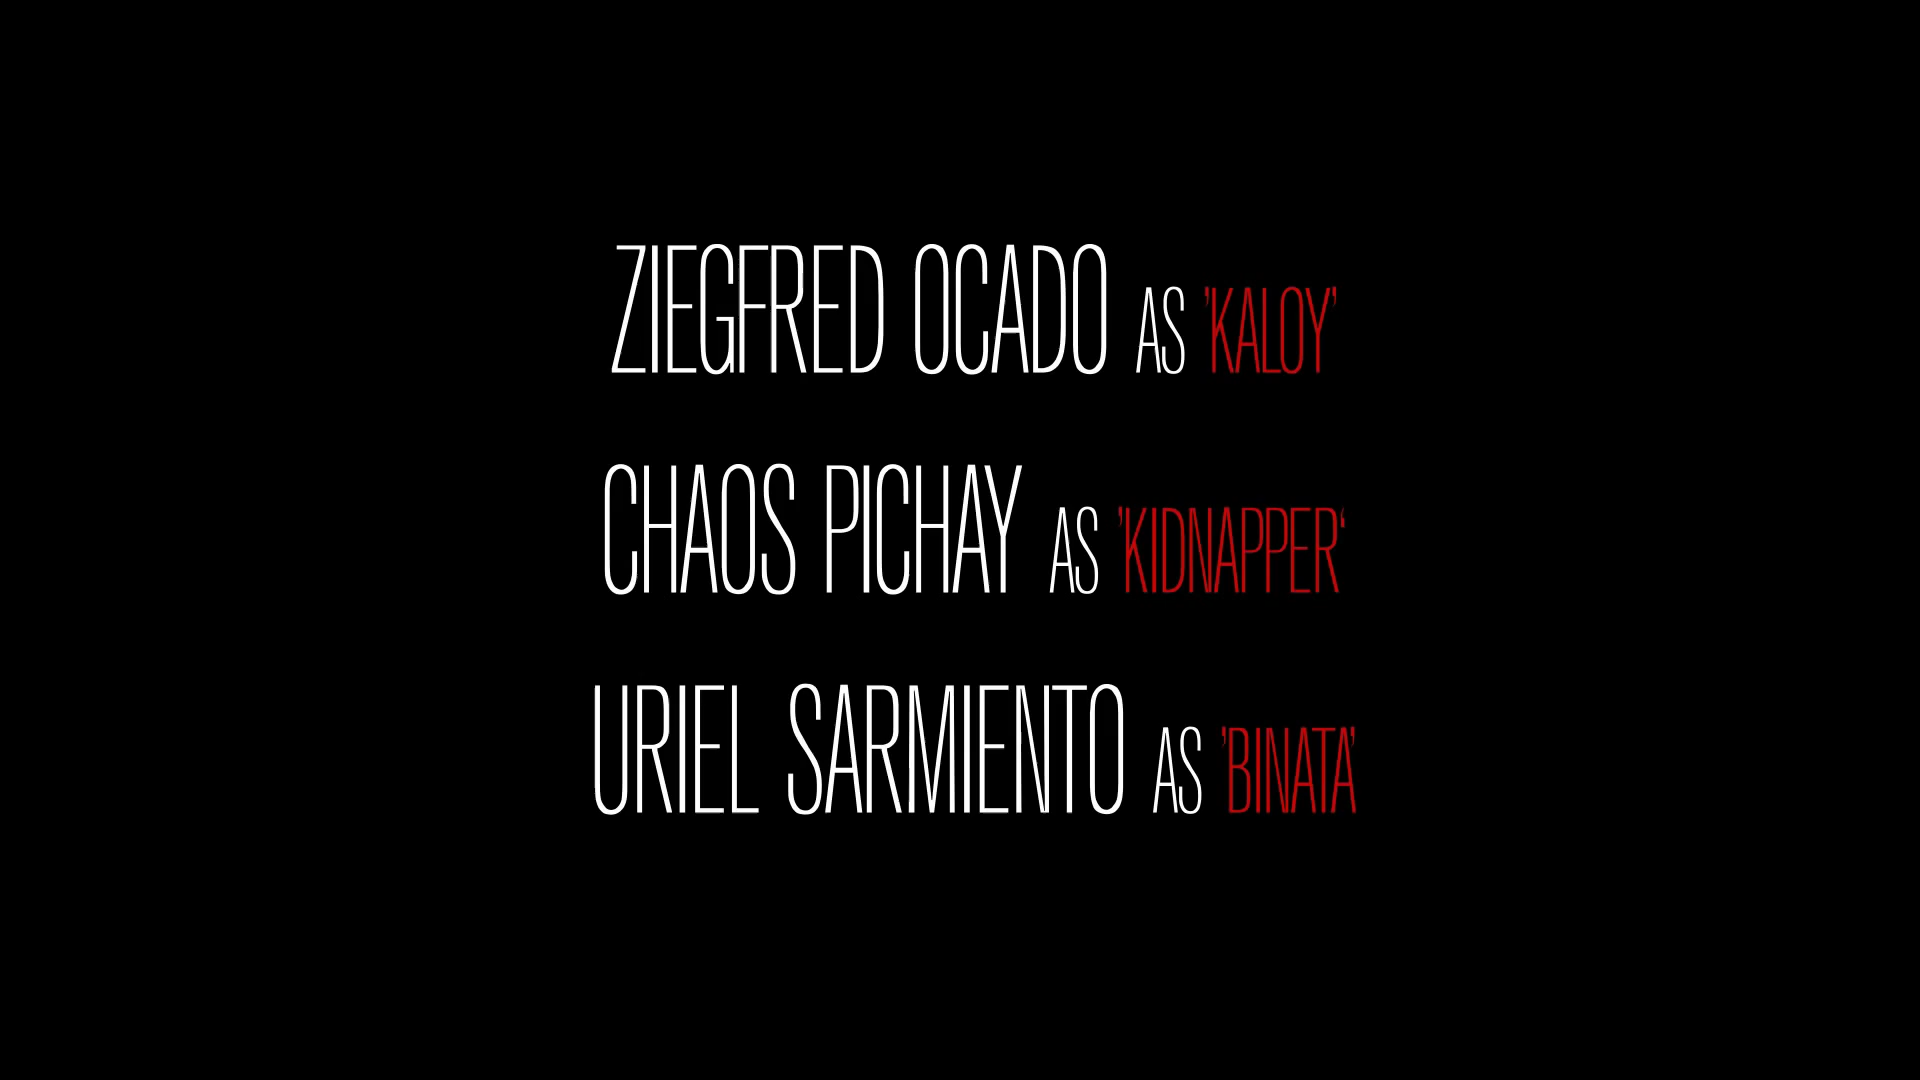 ZIEGFRED OCADO AS 'KALOY'
CHAOS PICHAY AS 'KIDNAPPER'
URIEL SARMIENTO AS 'BINATA'